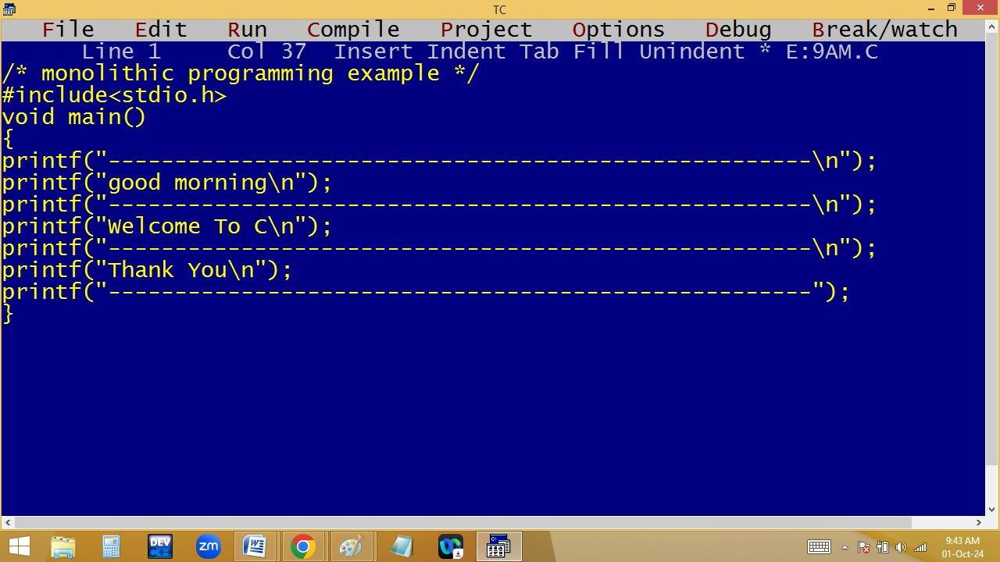 TC
File Edit Run Compile Project Options Debug Break/watch
Line 1 Col 37 Insert Indent Tab Fill Unindent * E:9AM.C
/* monolithic programming example */
#include<stdio.h>
void main()
{
printf("-----------------------------------------------------\n");
printf("good morning\n");
printf("-----------------------------------------------------\n");
printf("Welcome To C\n");
printf("-----------------------------------------------------\n");
printf("Thank You\n");
printf("-----------------------------------------------------");
}
DEV
C++
zm
W
9:43 AM
01-Oct-24